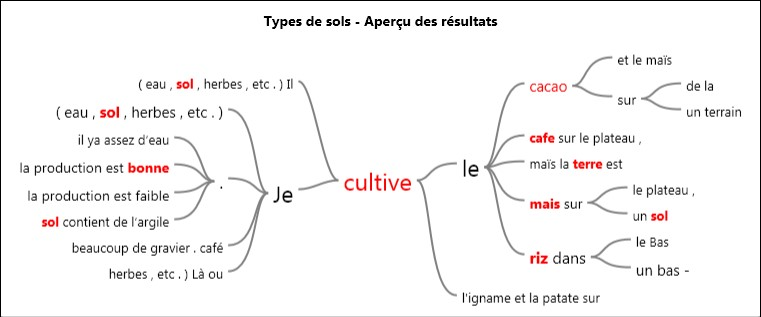 Types de sols - Aperçu des résultats
( eau , sol , herbes , etc . ) Il
( eau , sol , herbes , etc . )
il ya assez d'eau
la production est bonne
la production est faible
sol contient de l'argile
.
beaucoup de gravier . café
herbes , etc . ) Là ou
Je
cultive
le
cacao
et le maïs
sur
de la
un terrain
cafe sur le plateau ,
maïs la terre est
mais sur
le plateau ,
un sol
riz dans
le Bas
un bas -
l'igname et la patate sur